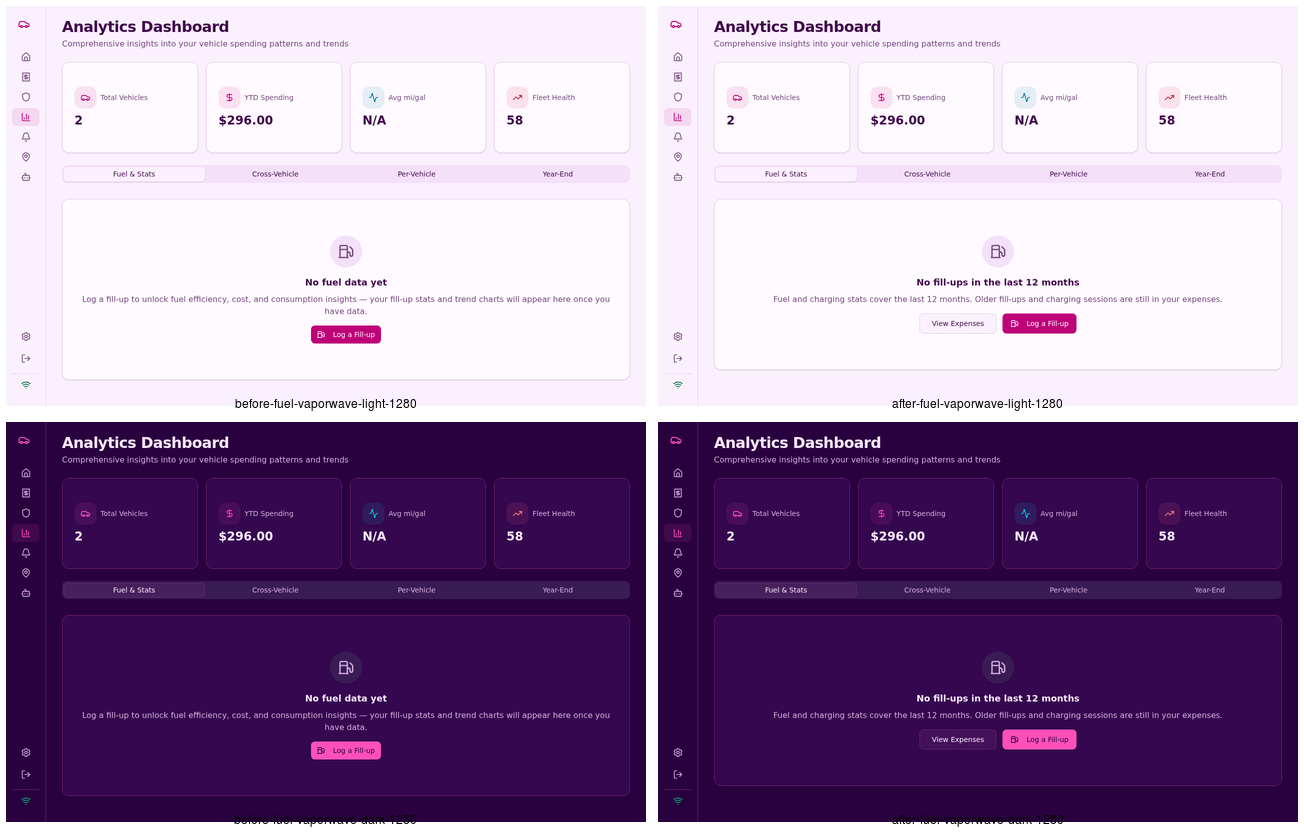 Analytics Dashboard
Comprehensive insights into your vehicle spending patterns and trends
Total Vehicles
2
YTD Spending
$296.00
Avg mi/gal
N/A
Fleet Health
58
Fuel & Stats
Cross-Vehicle
Per-Vehicle
Year-End
No fuel data yet
Log a fill-up to unlock fuel efficiency, cost, and consumption insights — your fill-up stats and trend charts will appear here once you
have data.
Log a Fill-up
before-fuel-vaporwave-light-1280
Analytics Dashboard
Comprehensive insights into your vehicle spending patterns and trends
Total Vehicles
2
YTD Spending
$296.00
Avg mi/gal
N/A
Fleet Health
58
Fuel & Stats
Cross-Vehicle
Per-Vehicle
Year-End
No fill-ups in the last 12 months
Fuel and charging stats cover the last 12 months. Older fill-ups and charging sessions are still in your expenses.
View Expenses
Log a Fill-up
after-fuel-vaporwave-light-1280
Analytics Dashboard
Comprehensive insights into your vehicle spending patterns and trends
Total Vehicles
2
YTD Spending
$296.00
Avg mi/gal
N/A
Fleet Health
58
Fuel & Stats
Cross-Vehicle
Per-Vehicle
Year-End
No fuel data yet
Log a fill-up to unlock fuel efficiency, cost, and consumption insights — your fill-up stats and trend charts will appear here once you
have data.
Log a Fill-up
before-fuel-vaporwave-dark-1280
Analytics Dashboard
Comprehensive insights into your vehicle spending patterns and trends
Total Vehicles
2
YTD Spending
$296.00
Avg mi/gal
N/A
Fleet Health
58
Fuel & Stats
Cross-Vehicle
Per-Vehicle
Year-End
No fill-ups in the last 12 months
Fuel and charging stats cover the last 12 months. Older fill-ups and charging sessions are still in your expenses.
View Expenses
Log a Fill-up
after-fuel-vaporwave-dark-1280